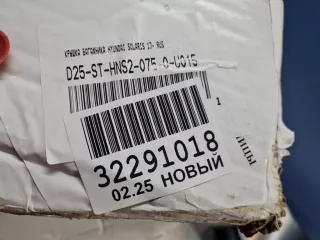 КРЫШКА БАГАЖНИКА HYUNDAI SOLARIS 17- RUS
D25-ST-HNS2-075-0-U015
1
32291018
02.25 НОВЫЙ